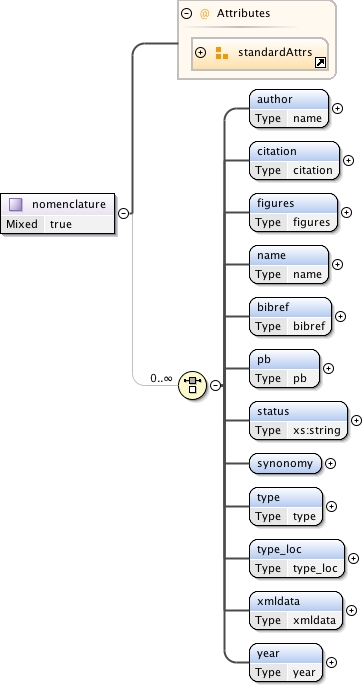 @ Attributes
standardAttrs
author
Type name
citation
Type citation
figures
Type figures
nomenclature
Mixed true
name
Type name
bibref
Type bibref
pb
Type pb
0..∞
status
Type xs:string
synonomy
type
Type type
type_loc
Type type_loc
xmldata
Type xmldata
year
Type year